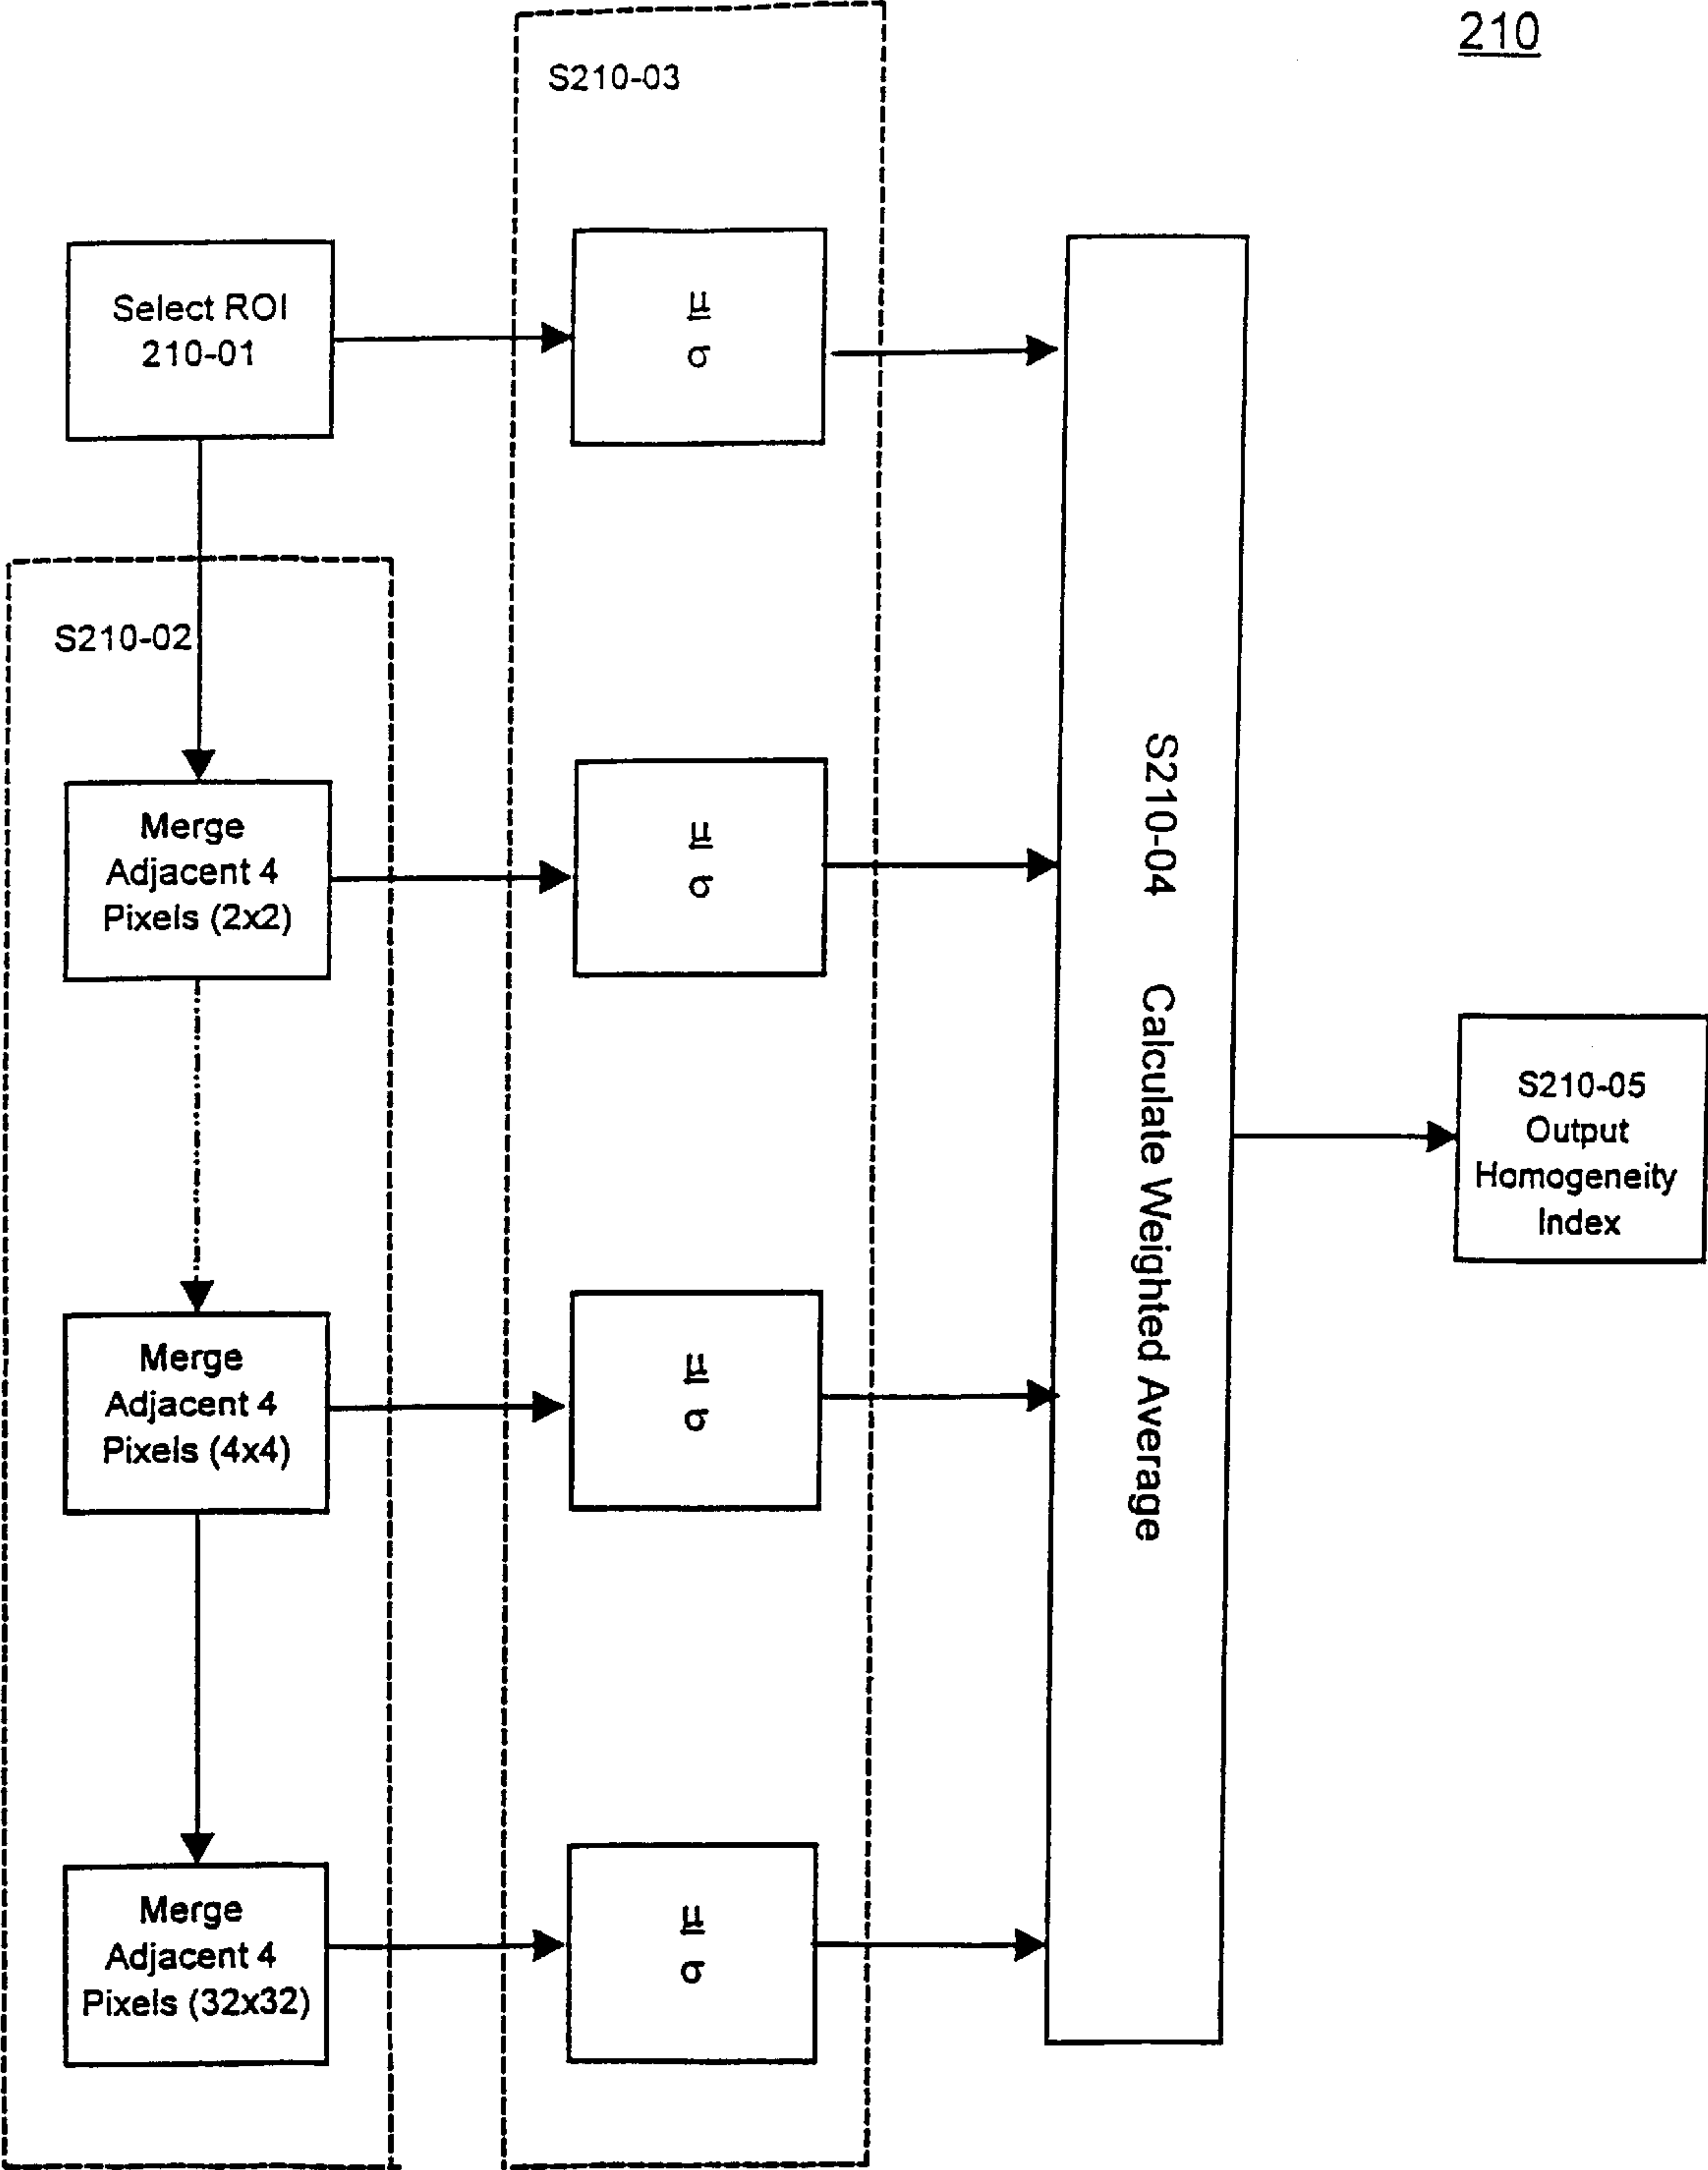 210
S210-03
Select ROI
210-01
μ
σ
S210-02
Merge
Adjacent 4
Pixels (2x2)
μ
σ
S210-04 Calculate Weighted Average
S210-05
Output
Homogeneity
Index
Merge
Adjacent 4
Pixels (4x4)
μ
σ
Merge
Adjacent 4
Pixels (32x32)
μ
σ